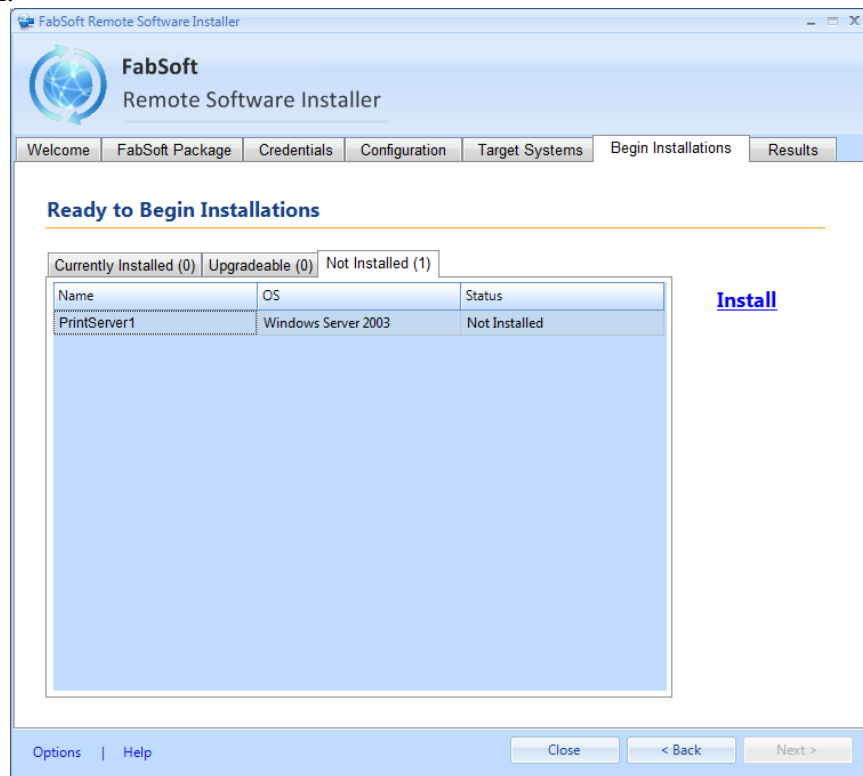 FabSoft Remote Software Installer
FabSoft
Remote Software Installer
Welcome FabSoft Package Credentials Configuration Target Systems Begin Installations Results
Ready to Begin Installations
Currently Installed (0) Upgradeable (0) Not Installed (1)
Name OS Status
Install
PrintServer1 Windows Server 2003 Not Installed
Options | Help Close < Back Next >